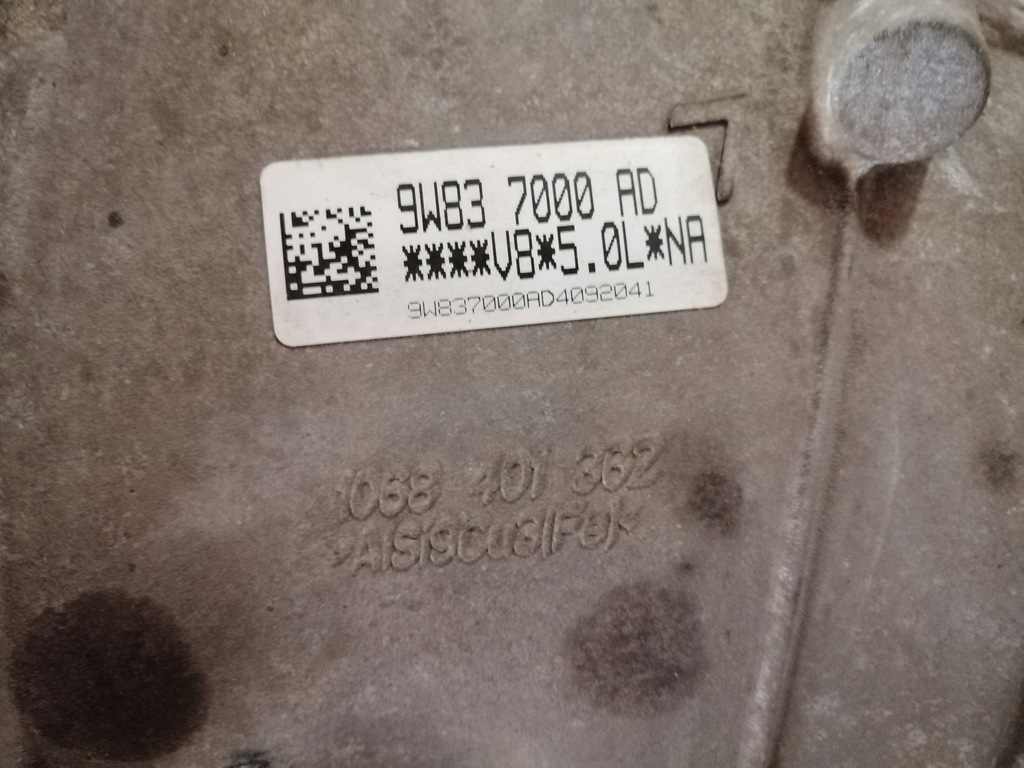 9W83 7000 AD
****V8*5.0L*NA
9W837000AD4092041
1068 401 362
>AlSi9Cu3(Fe)<